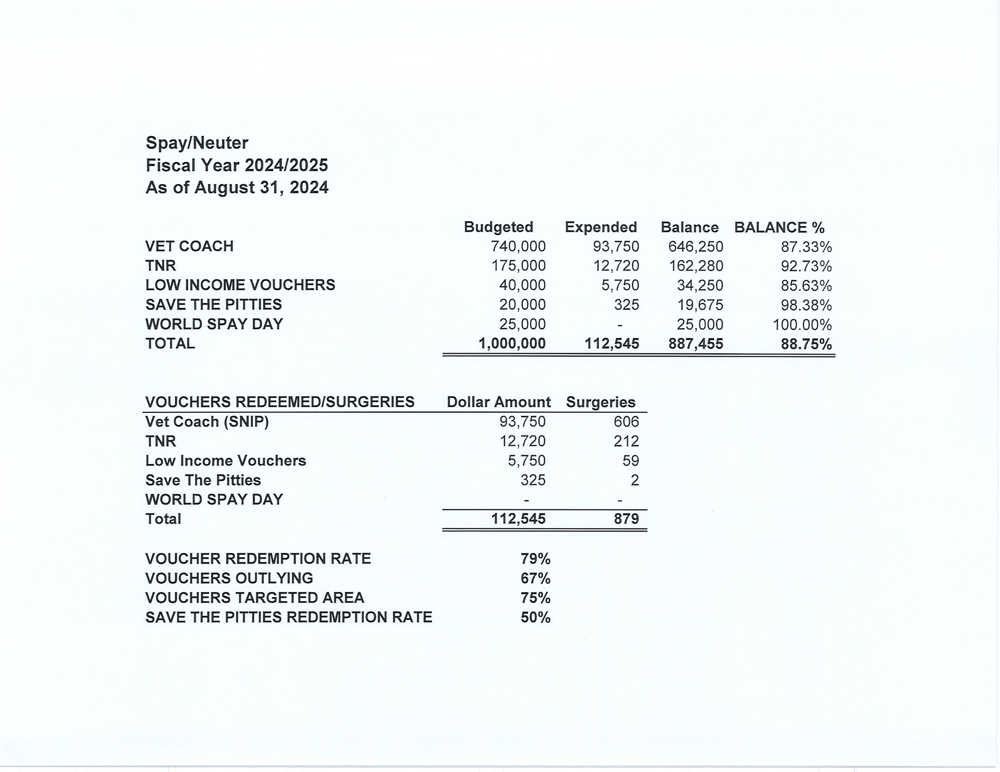 Spay/Neuter
Fiscal Year 2024/2025
As of August 31, 2024
Budgeted Expended Balance BALANCE %
VET COACH 740,000 93,750 646,250 87.33%
TNR 175,000 12,720 162,280 92.73%
LOW INCOME VOUCHERS 40,000 5,750 34,250 85.63%
SAVE THE PITTIES 20,000 325 19,675 98.38%
WORLD SPAY DAY 25,000 - 25,000 100.00%
TOTAL 1,000,000 112,545 887,455 88.75%
VOUCHERS REDEEMED/SURGERIES Dollar Amount Surgeries
Vet Coach (SNIP) 93,750 606
TNR 12,720 212
Low Income Vouchers 5,750 59
Save The Pitties 325 2
WORLD SPAY DAY - -
Total 112,545 879
VOUCHER REDEMPTION RATE 79%
VOUCHERS OUTLYING 67%
VOUCHERS TARGETED AREA 75%
SAVE THE PITTIES REDEMPTION RATE 50%